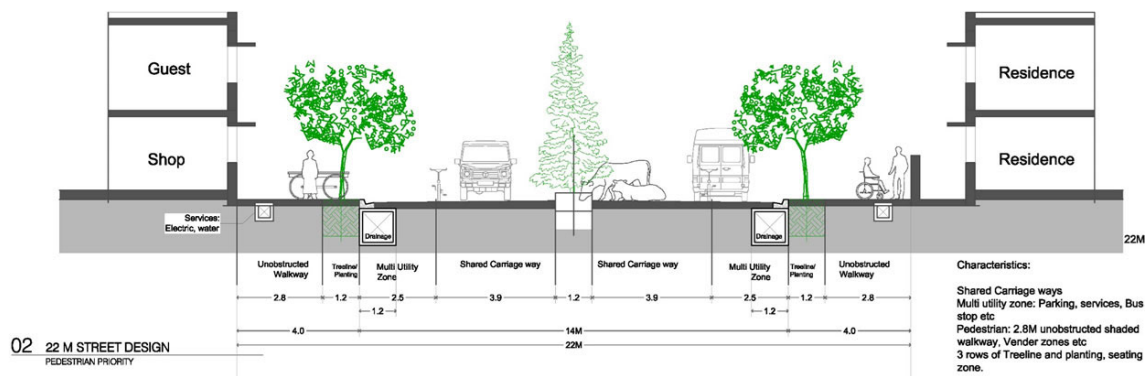 Guest
Residence
Shop
Residence
Services:
Electric, water
Drainage
Drainage
22M
Unobstructed
Walkway
Treeline/
Planting
Multi Utility
Zone
Shared Carriage way
Shared Carriage way
Multi Utility
Zone
Treeline/
Planting
Unobstructed
Walkway
2.8
1.2
2.5
3.9
1.2
3.9
2.5
1.2
2.8
1.2
1.2
4.0
14M
4.0
22M
02 22 M STREET DESIGN
PEDESTRIAN PRIORITY
Characteristics:
Shared Carriage ways
Multi utility zone: Parking, services, Bus
stop etc
Pedestrian: 2.8M unobstructed shaded
walkway, Vender zones etc
3 rows of Treeline and planting, seating
zone.